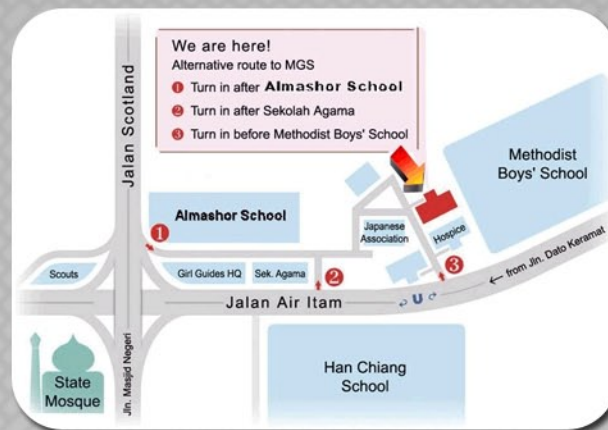 We are here!
Alternative route to MGS
1 Turn in after Almashor School
2 Turn in after Sekolah Agama
3 Turn in before Methodist Boys' School
Jalan Scotland
Methodist
Boys' School
Almashor School
1
Japanese
Association
Hospice
Scouts
Girl Guides HQ
Sek. Agama
2
3
← from Jln. Dato Keramat
Jalan Air Itam
U
State
Mosque
Jln. Masjid Negeri
Han Chiang
School